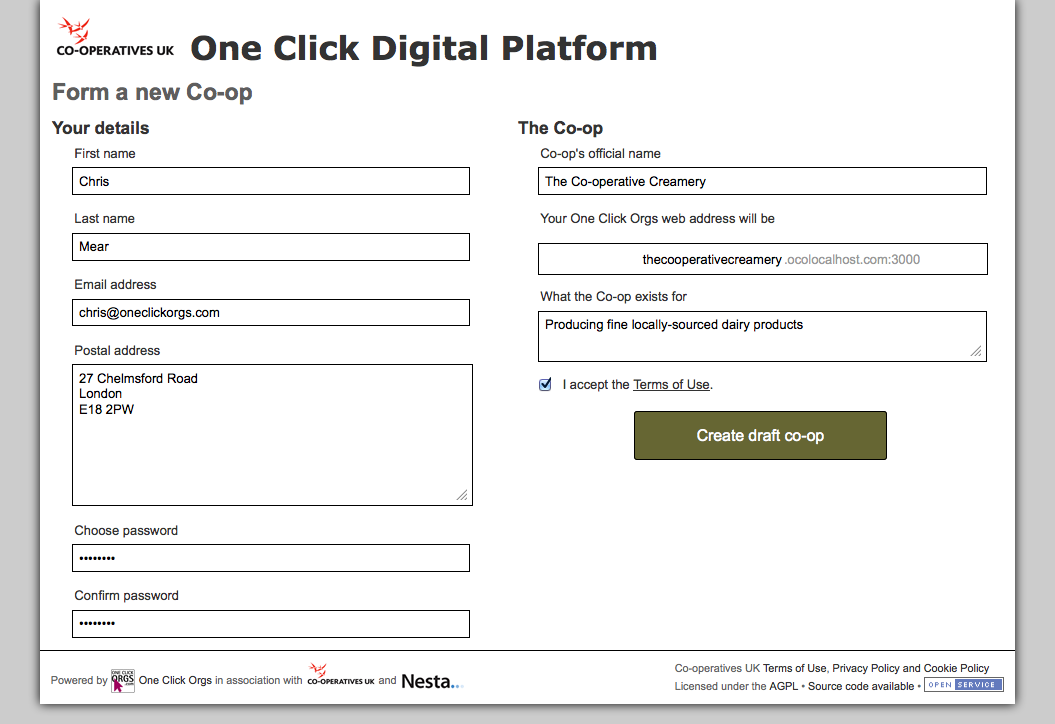 CO-OPERATIVES UK
One Click Digital Platform
Form a new Co-op
Your details
First name
Chris
Last name
Mear
Email address
chris@oneclickorgs.com
Postal address
27 Chelmsford Road
London
E18 2PW
Choose password
••••••••
Confirm password
••••••••
The Co-op
Co-op's official name
The Co-operative Creamery
Your One Click Orgs web address will be
thecooperativecreamery.ocolocalhost.com:3000
What the Co-op exists for
Producing fine locally-sourced dairy products
I accept the Terms of Use.
Create draft co-op
Powered by ONE CLICK ORGS .com One Click Orgs in association with CO-OPERATIVES UK and Nesta...
Co-operatives UK Terms of Use, Privacy Policy and Cookie Policy
Licensed under the AGPL • Source code available • OPEN SERVICE